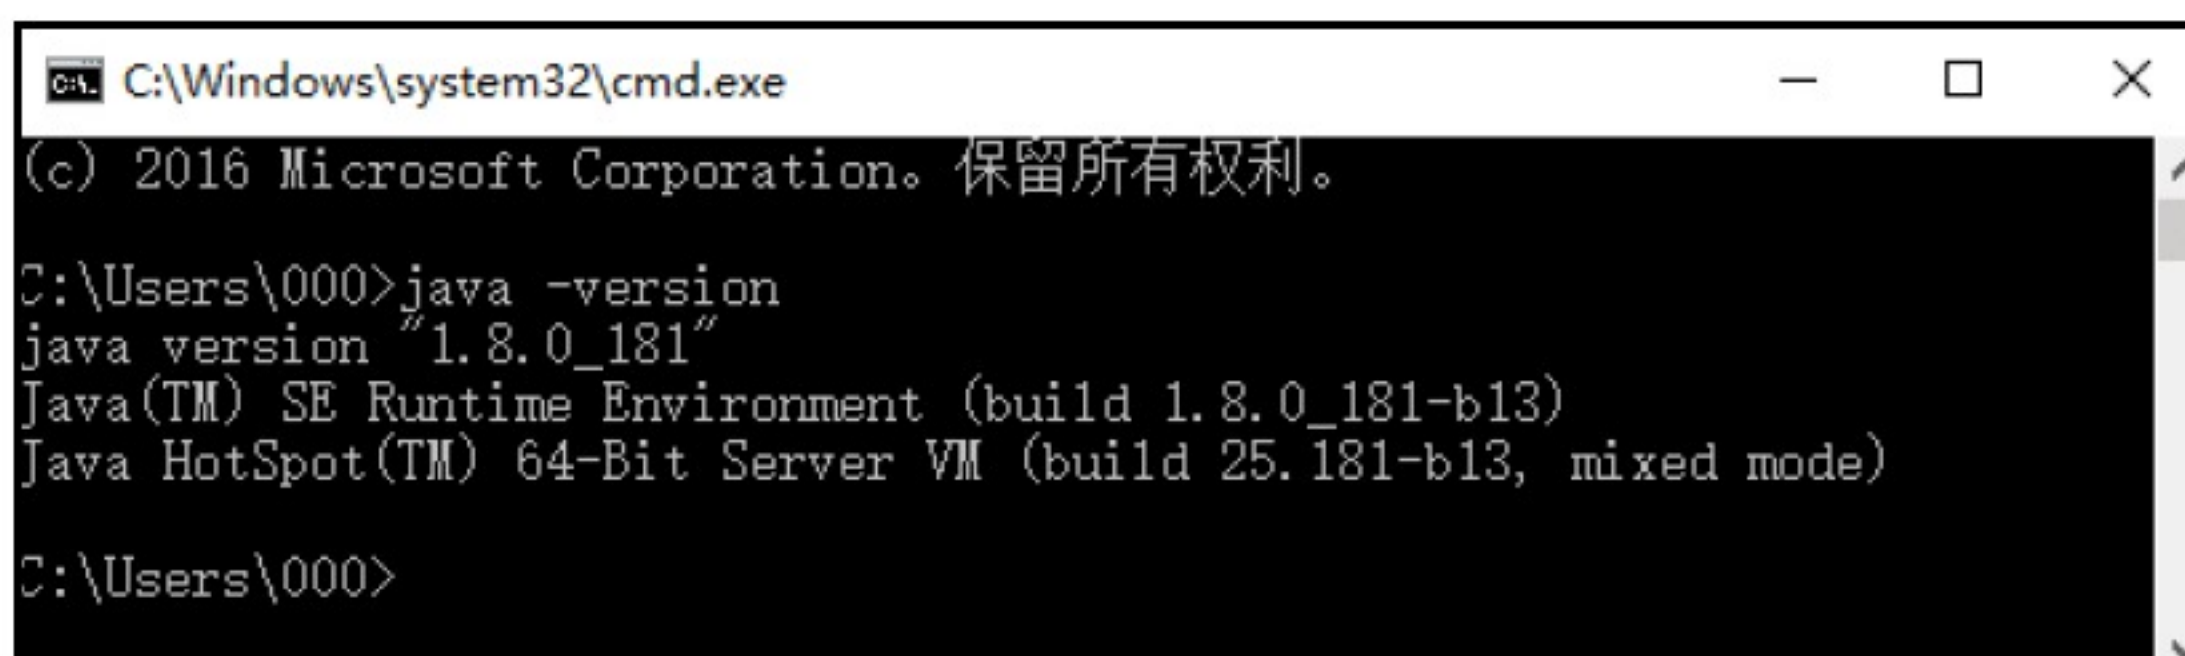 C:\Windows\system32\cmd.exe
(c) 2016 Microsoft Corporation。保留所有权利。
C:\Users\000>java -version
java version "1.8.0_181"
Java(TM) SE Runtime Environment (build 1.8.0_181-b13)
Java HotSpot(TM) 64-Bit Server VM (build 25.181-b13, mixed mode)
C:\Users\000>